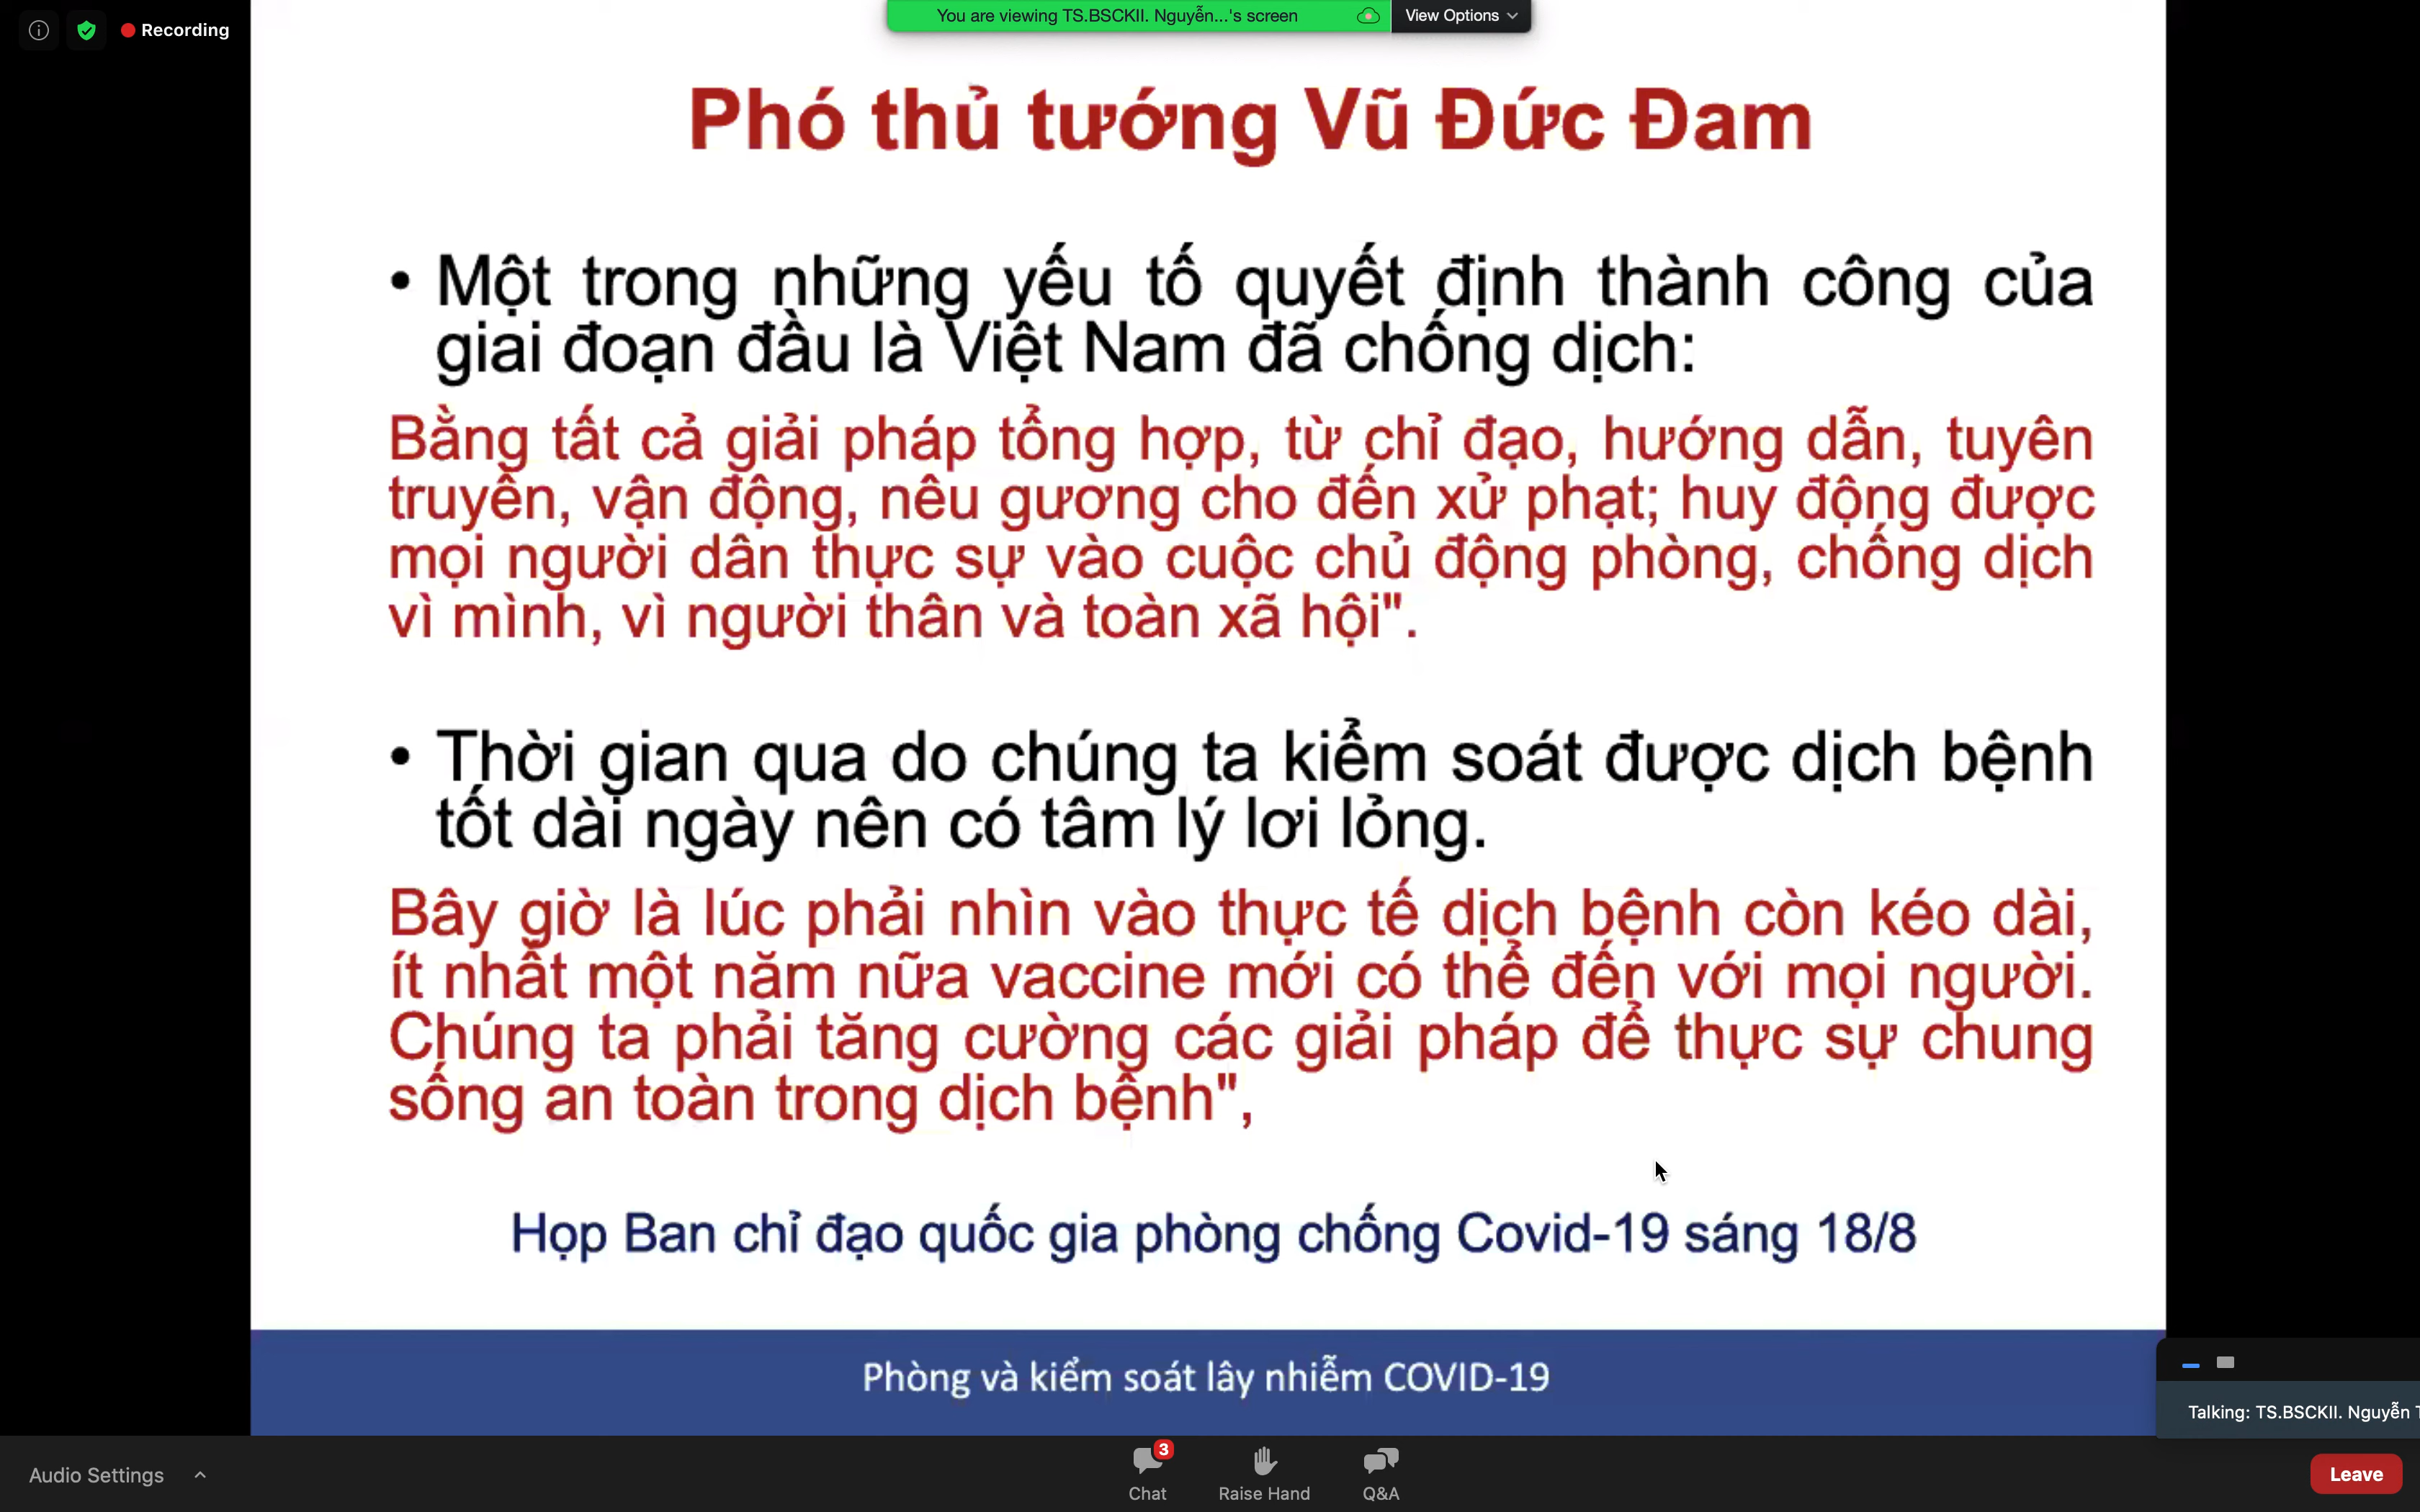 Recording
You are viewing TS.BSCKII. Nguyễn...'s screen
View Options
Phó thủ tướng Vũ Đức Đam
• Một trong những yếu tố quyết định thành công của
giai đoạn đầu là Việt Nam đã chống dịch:
Bằng tất cả giải pháp tổng hợp, từ chỉ đạo, hướng dẫn, tuyên
truyền, vận động, nêu gương cho đến xử phạt; huy động được
mọi người dân thực sự vào cuộc chủ động phòng, chống dịch
vì mình, vì người thân và toàn xã hội".
• Thời gian qua do chúng ta kiểm soát được dịch bệnh
tốt dài ngày nên có tâm lý lơi lỏng.
Bây giờ là lúc phải nhìn vào thực tế dịch bệnh còn kéo dài,
ít nhất một năm nữa vaccine mới có thể đến với mọi người.
Chúng ta phải tăng cường các giải pháp để thực sự chung
sống an toàn trong dịch bệnh",
Họp Ban chỉ đạo quốc gia phòng chống Covid-19 sáng 18/8
Phòng và kiểm soát lây nhiễm COVID-19
Talking: TS.BSCKII. Nguyễn
Audio Settings
3
Chat
Raise Hand
Q&A
Leave